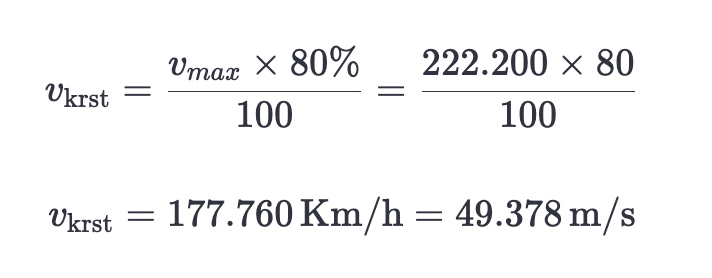 v_krst = (v_max × 80%)/100 = (222.200 × 80)/100
v_krst = 177.760 Km/h = 49.378 m/s